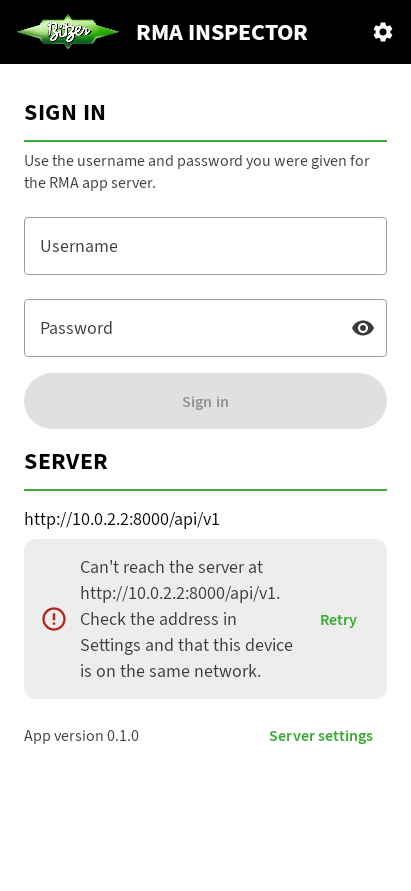 Bitzer
RMA INSPECTOR
SIGN IN
Use the username and password you were given for
the RMA app server.
Username
Password
Sign in
SERVER
http://10.0.2.2:8000/api/v1
Can't reach the server at
http://10.0.2.2:8000/api/v1.
Check the address in
Settings and that this device
is on the same network.
Retry
App version 0.1.0
Server settings